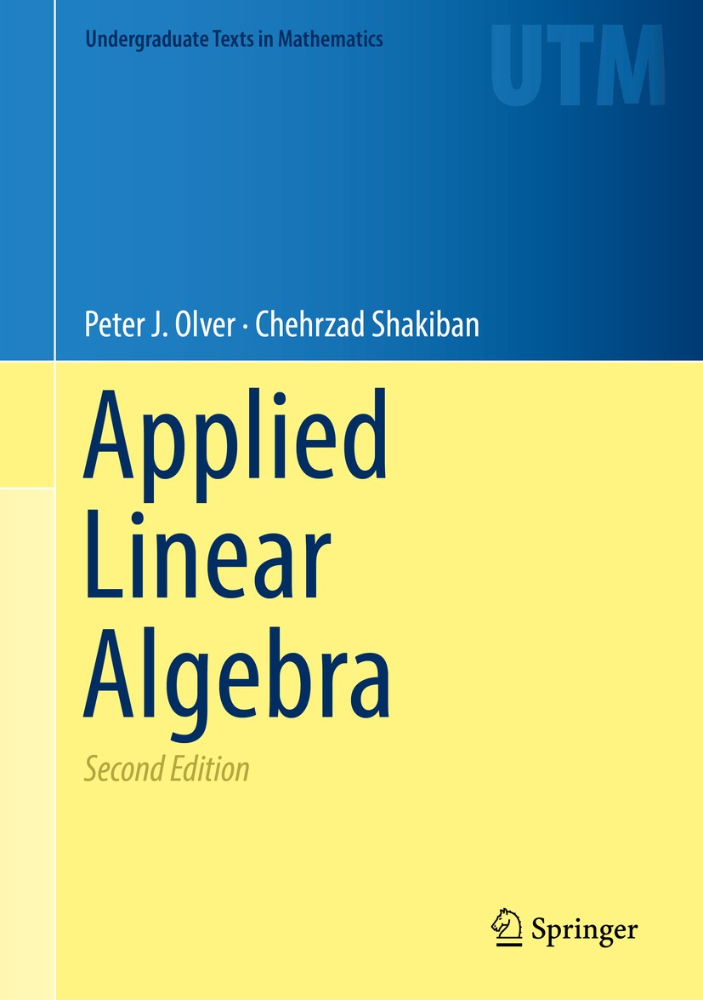 Undergraduate Texts in Mathematics
UTM
Peter J. Olver · Chehrzad Shakiban
Applied
Linear
Algebra
Second Edition
Springer